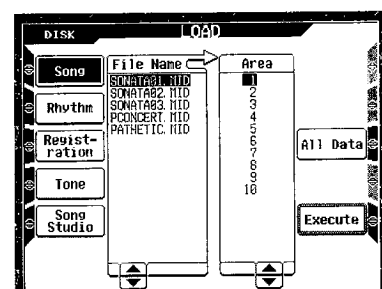 DISK
LOAD
Song
Rhythm
Regist-
ration
Tone
Song
Studio
File Name
SONATA01.MID
SONATA02.MID
SONATA03.MID
PCONCERT.MID
PATHETIC.MID
Area
1
2
3
4
5
6
7
8
9
10
All Data
Execute